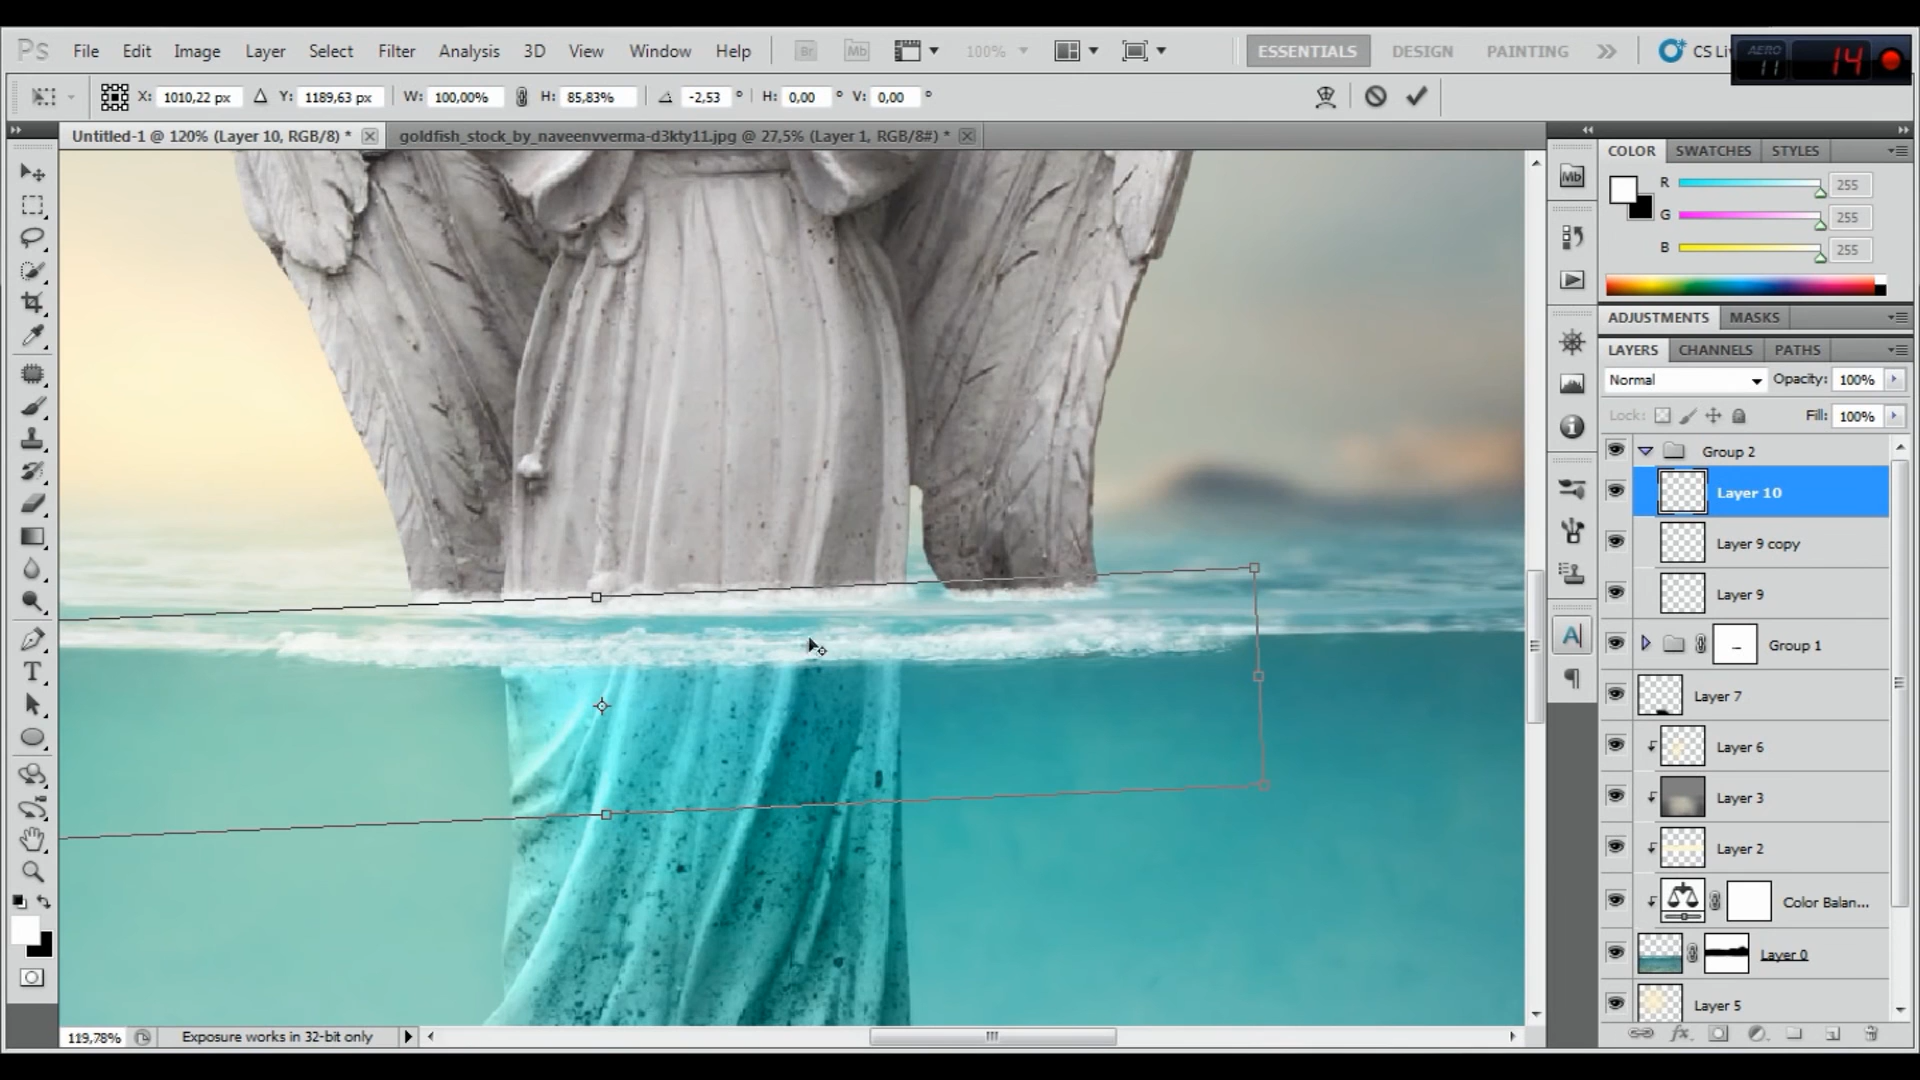 Ps File Edit Image Layer Select Filter Analysis 3D View Window Help Br Mb 100% ESSENTIALS DESIGN PAINTING CS Li AERO 11 14
X: 1010,22 px Y: 1189,63 px W: 100,00% H: 85,83% -2,53 ° H: 0,00 ° V: 0,00 °
Untitled-1 @ 120% (Layer 10, RGB/8) * goldfish_stock_by_naveenvverma-d3kty11.jpg @ 27,5% (Layer 1, RGB/8#) *
COLOR SWATCHES STYLES
Mb
R 255
G 255
B 255
ADJUSTMENTS MASKS
LAYERS CHANNELS PATHS
Normal Opacity: 100%
Lock: Fill: 100%
Group 2
Layer 10
Layer 9 copy
Layer 9
Group 1
Layer 7
Layer 6
Layer 3
Layer 2
Color Balan...
Layer 0
Layer 5
119,78% Exposure works in 32-bit only